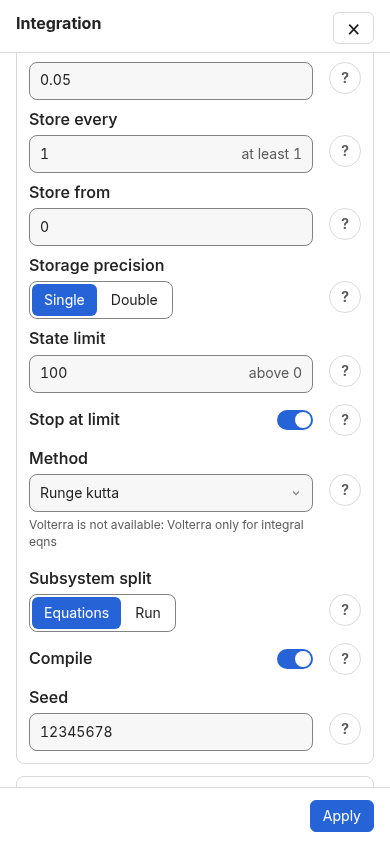 Integration
0.05
?
Store every
1
at least 1
?
Store from
0
?
Storage precision
Single
Double
?
State limit
100
above 0
?
Stop at limit
?
Method
Runge kutta
?
Volterra is not available: Volterra only for integral
eqns
Subsystem split
Equations
Run
?
Compile
?
Seed
12345678
?
Apply